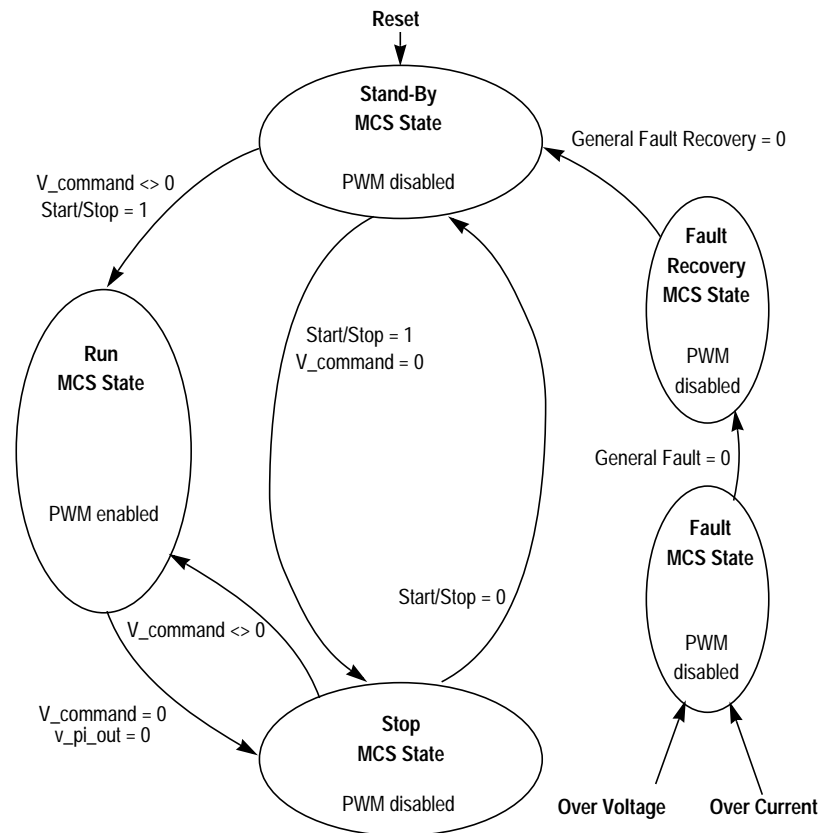 Reset
Stand-By
MCS State
PWM disabled
General Fault Recovery = 0
V_command <> 0
Start/Stop = 1
Fault
Recovery
MCS State
PWM
disabled
Start/Stop = 1
V_command = 0
Run
MCS State
PWM enabled
General Fault = 0
Fault
MCS State
PWM
disabled
Start/Stop = 0
V_command <> 0
V_command = 0
v_pi_out = 0
Stop
MCS State
PWM disabled
Over Voltage
Over Current